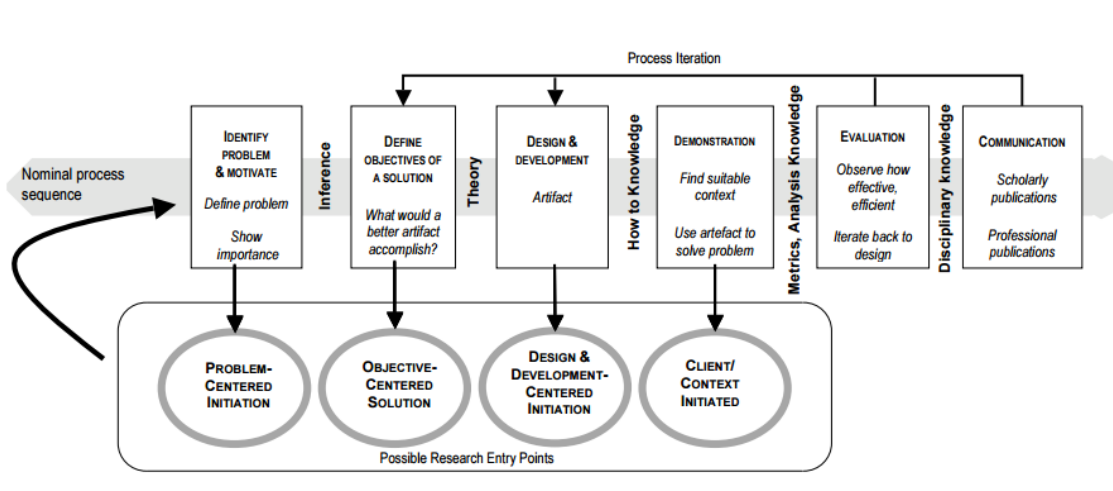 Process Iteration
Nominal process
sequence
IDENTIFY
PROBLEM
& MOTIVATE
Define problem
Show
importance
Inference
DEFINE
OBJECTIVES OF
A SOLUTION
What would a
better artifact
accomplish?
Theory
DESIGN &
DEVELOPMENT
Artifact
How to Knowledge
DEMONSTRATION
Find suitable
context
Use artefact to
solve problem
Metrics, Analysis Knowledge
EVALUATION
Observe how
effective,
efficient
Iterate back to
design
Disciplinary knowledge
COMMUNICATION
Scholarly
publications
Professional
publications
PROBLEM-
CENTERED
INITIATION
OBJECTIVE-
CENTERED
SOLUTION
DESIGN &
DEVELOPMENT-
CENTERED
INITIATION
CLIENT/
CONTEXT
INITIATED
Possible Research Entry Points